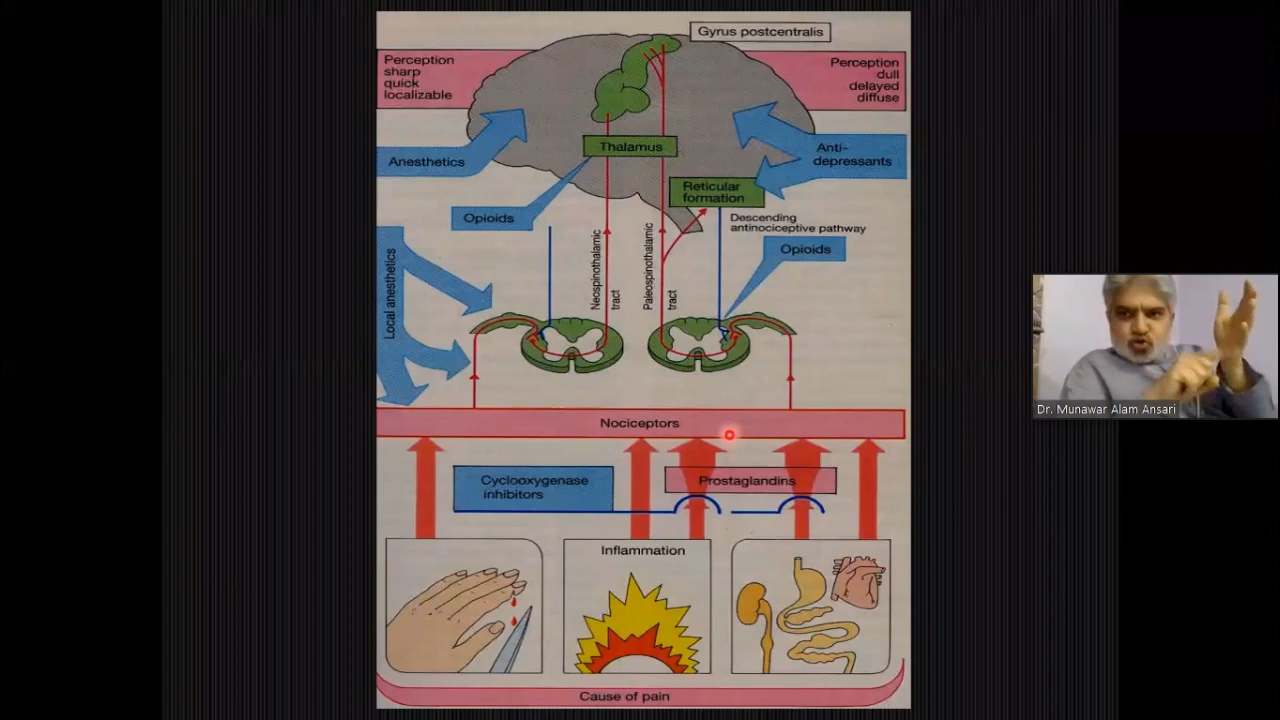 Gyrus postcentralis
Perception
sharp
quick
localizable
Perception
dull
delayed
diffuse
Anesthetics
Thalamus
Anti-
depressants
Reticular
formation
Opioids
Descending
antinociceptive pathway
Opioids
Local anesthetics
Neospinothalamic
tract
Paleospinothalamic
tract
Nociceptors
Cyclooxygenase
inhibitors
Prostaglandins
Inflammation
Cause of pain
Dr. Munawar Alam Ansari